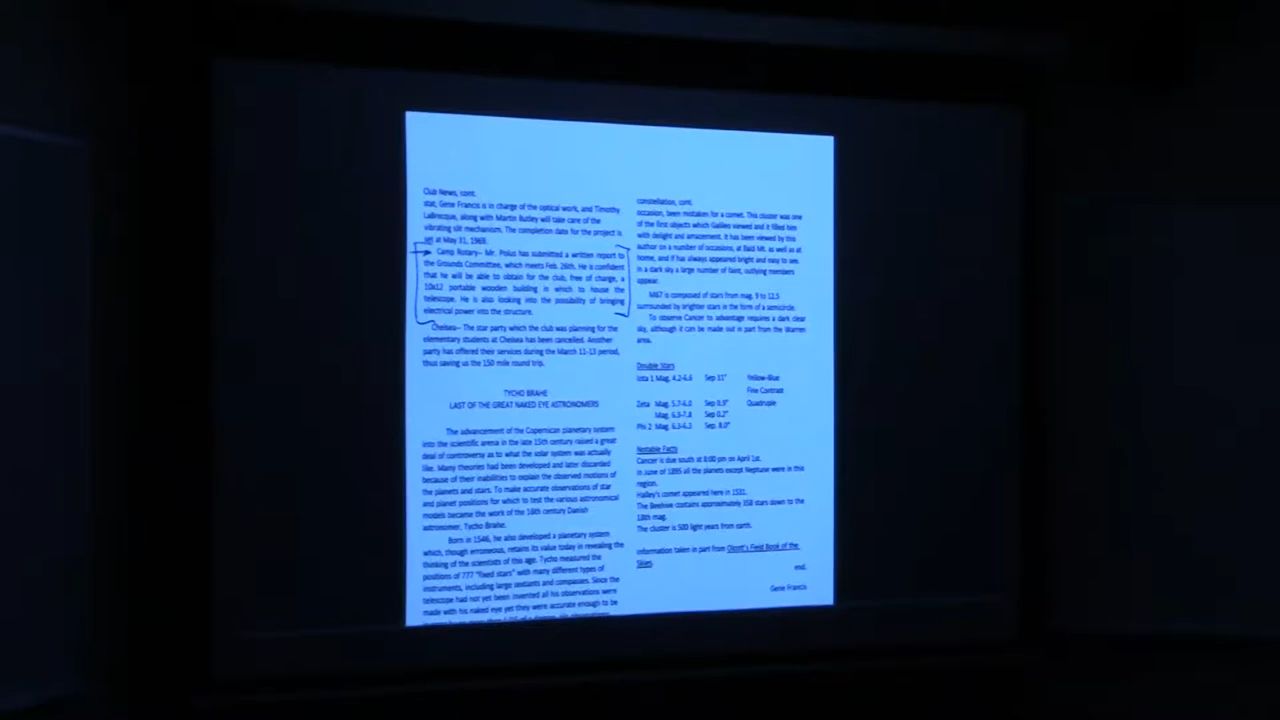 Club News, cont.
stat, Gene Francis is in charge of the optical work, and Timothy
LaBrecque, along with Martin Butley will take care of the
vibrating slit mechanism. The completion date for the project is
set at May 31, 1969.
Camp Rotary-- Mr. Polus has submitted a written report to
the Grounds Committee, which meets Feb. 26th. He is confident
that he will be able to obtain for the club, free of charge, a
10x12 portable wooden building in which to house the
telescope. He is also looking into the possibility of bringing
electrical power into the structure.
Chelsea-- The star party which the club was planning for the
elementary students at Chelsea has been cancelled. Another
party has offered their services during the March 11-13 period,
thus saving us the 150 mile round trip.
TYCHO BRAHE
LAST OF THE GREAT NAKED EYE ASTRONOMERS
The advancement of the Copernican planetary system
into the scientific arena in the late 15th century raised a great
deal of controversy as to what the solar system was actually
like. Many theories had been developed and later discarded
because of their inabilities to explain the observed motions of
the planets and stars. To make accurate observations of star
and planet positions for which to test the various astronomical
models became the work of the 16th century Danish
astronomer, Tycho Brahe.
Born in 1546, he also developed a planetary system
which, though erroneous, retains its value today in revealing the
thinking of the scientists of this age. Tycho measured the
positions of 777 "fixed stars" with many different types of
instruments, including large sextants and compasses. Since the
telescope had not yet been invented all his observations were
made with his naked eye yet they were accurate enough to be
constellation, cont.
occasion, been mistaken for a comet. This cluster was one
of the first objects which Galileo viewed and it filled him
with delight and amazement. It has been viewed by this
author on a number of occasions, at Bald Mt. as well as at
home, and it has always appeared bright and easy to see.
In a dark sky a large number of faint, outlying members
appear.
M67 is composed of stars from mag. 9 to 12.5
surrounded by brighter stars in the form of a semicircle.
To observe Cancer to advantage requires a dark clear
sky, although it can be made out in part from the Warren
area.
Double Stars
Iota 1 Mag. 4.2-6.6 Sep 31" Yellow-Blue
Fine Contrast
Zeta Mag. 5.7-6.0 Sep 0.9" Quadruple
Mag. 6.3-7.8 Sep 0.2"
Phi 2 Mag. 6.3-6.3 Sep. 8.0"
Notable Facts
Cancer is due south at 8:00 pm on April 1st.
In June of 1895 all the planets except Neptune were in this
region.
Halley's comet appeared here in 1531.
The Beehive contains approximately 358 stars down to the
18th mag.
The cluster is 500 light years from earth.
information taken in part from Olcott's Field Book of the
Skies.
end.
Gene Francis